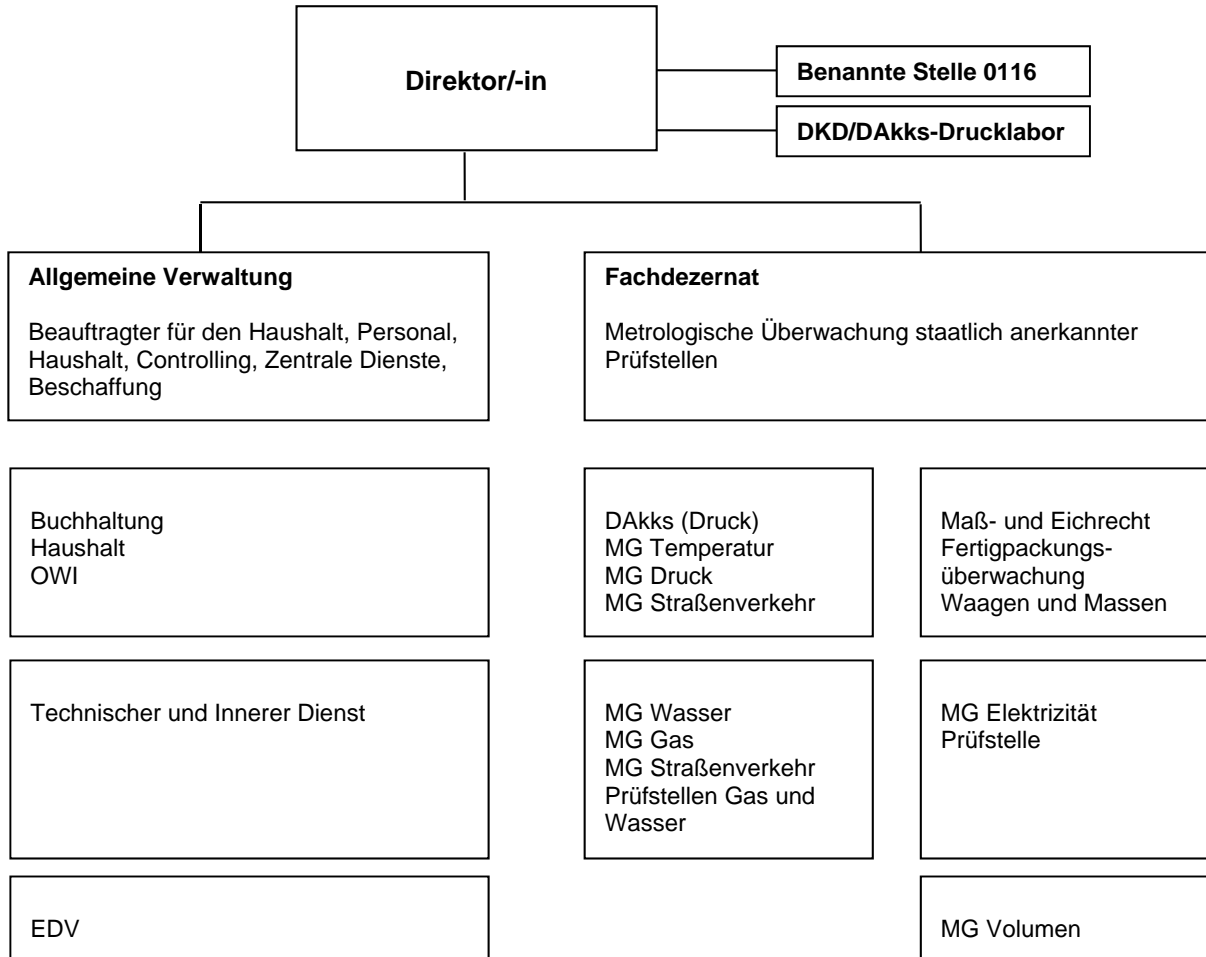 Direktor/-in
Benannte Stelle 0116
DKD/DAkks-Drucklabor
Allgemeine Verwaltung
Beauftragter für den Haushalt, Personal,
Haushalt, Controlling, Zentrale Dienste,
Beschaffung
Fachdezernat
Metrologische Überwachung staatlich anerkannter
Prüfstellen
Buchhaltung
Haushalt
OWI
DAkks (Druck)
MG Temperatur
MG Druck
MG Straßenverkehr
Maß- und Eichrecht
Fertigpackungs-
überwachung
Waagen und Massen
Technischer und Innerer Dienst
MG Wasser
MG Gas
MG Straßenverkehr
Prüfstellen Gas und
Wasser
MG Elektrizität
Prüfstelle
EDV
MG Volumen